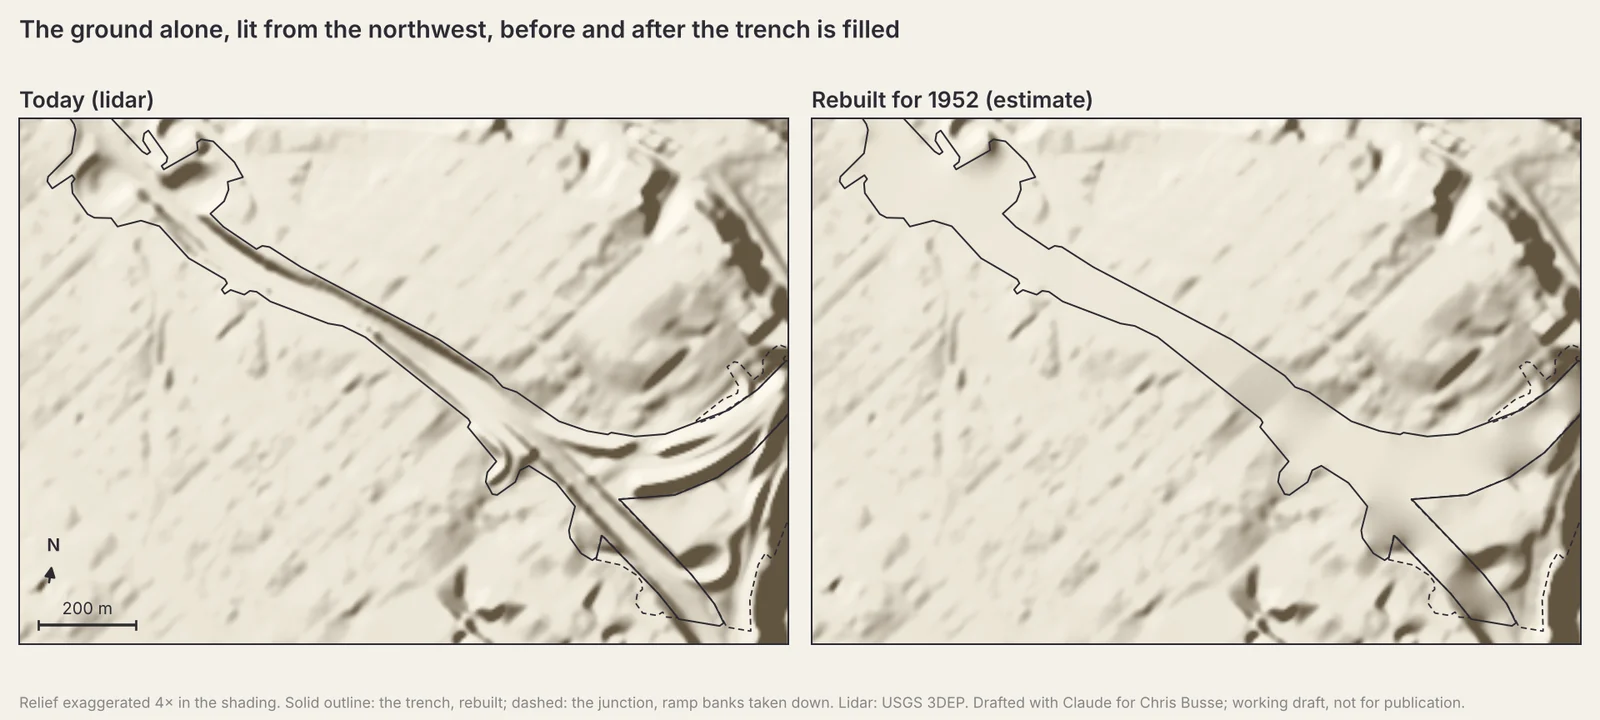 The ground alone, lit from the northwest, before and after the trench is filled
Today (lidar)
Rebuilt for 1952 (estimate)
N
200 m
Relief exaggerated 4× in the shading. Solid outline: the trench, rebuilt; dashed: the junction, ramp banks taken down. Lidar: USGS 3DEP. Drafted with Claude for Chris Busse; working draft, not for publication.